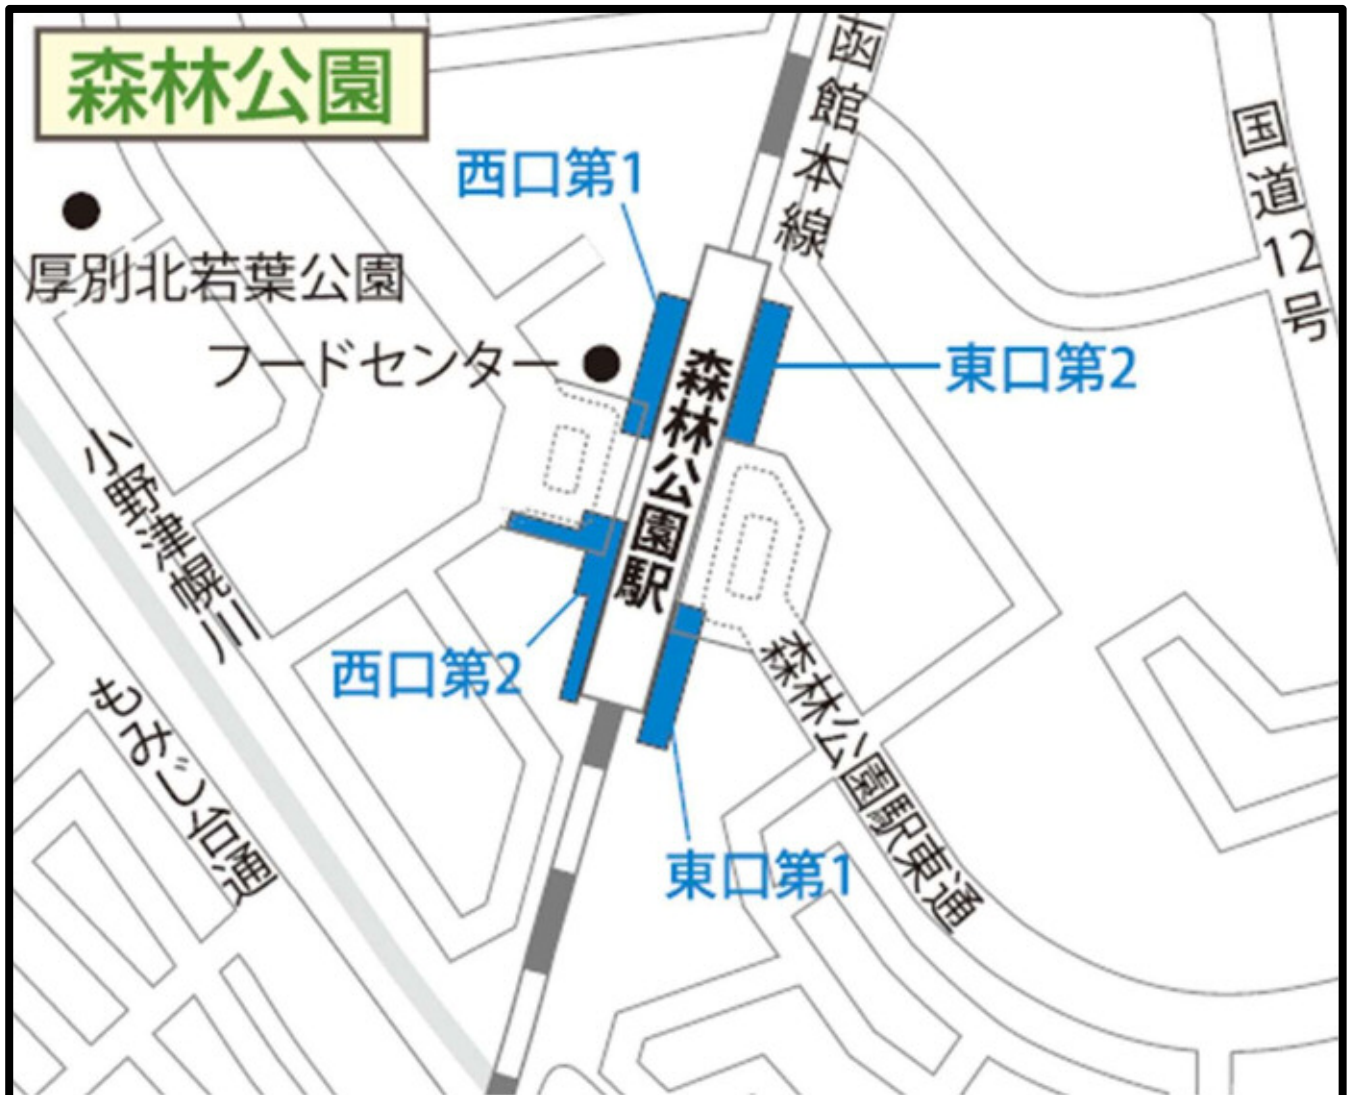 森林公園
函館本線
国道12号
西口第1
厚別北若葉公園
フードセンター
東口第2
森林公園駅
小野津幌川
西口第2
もみじ台通
森林公園駅東通
東口第1